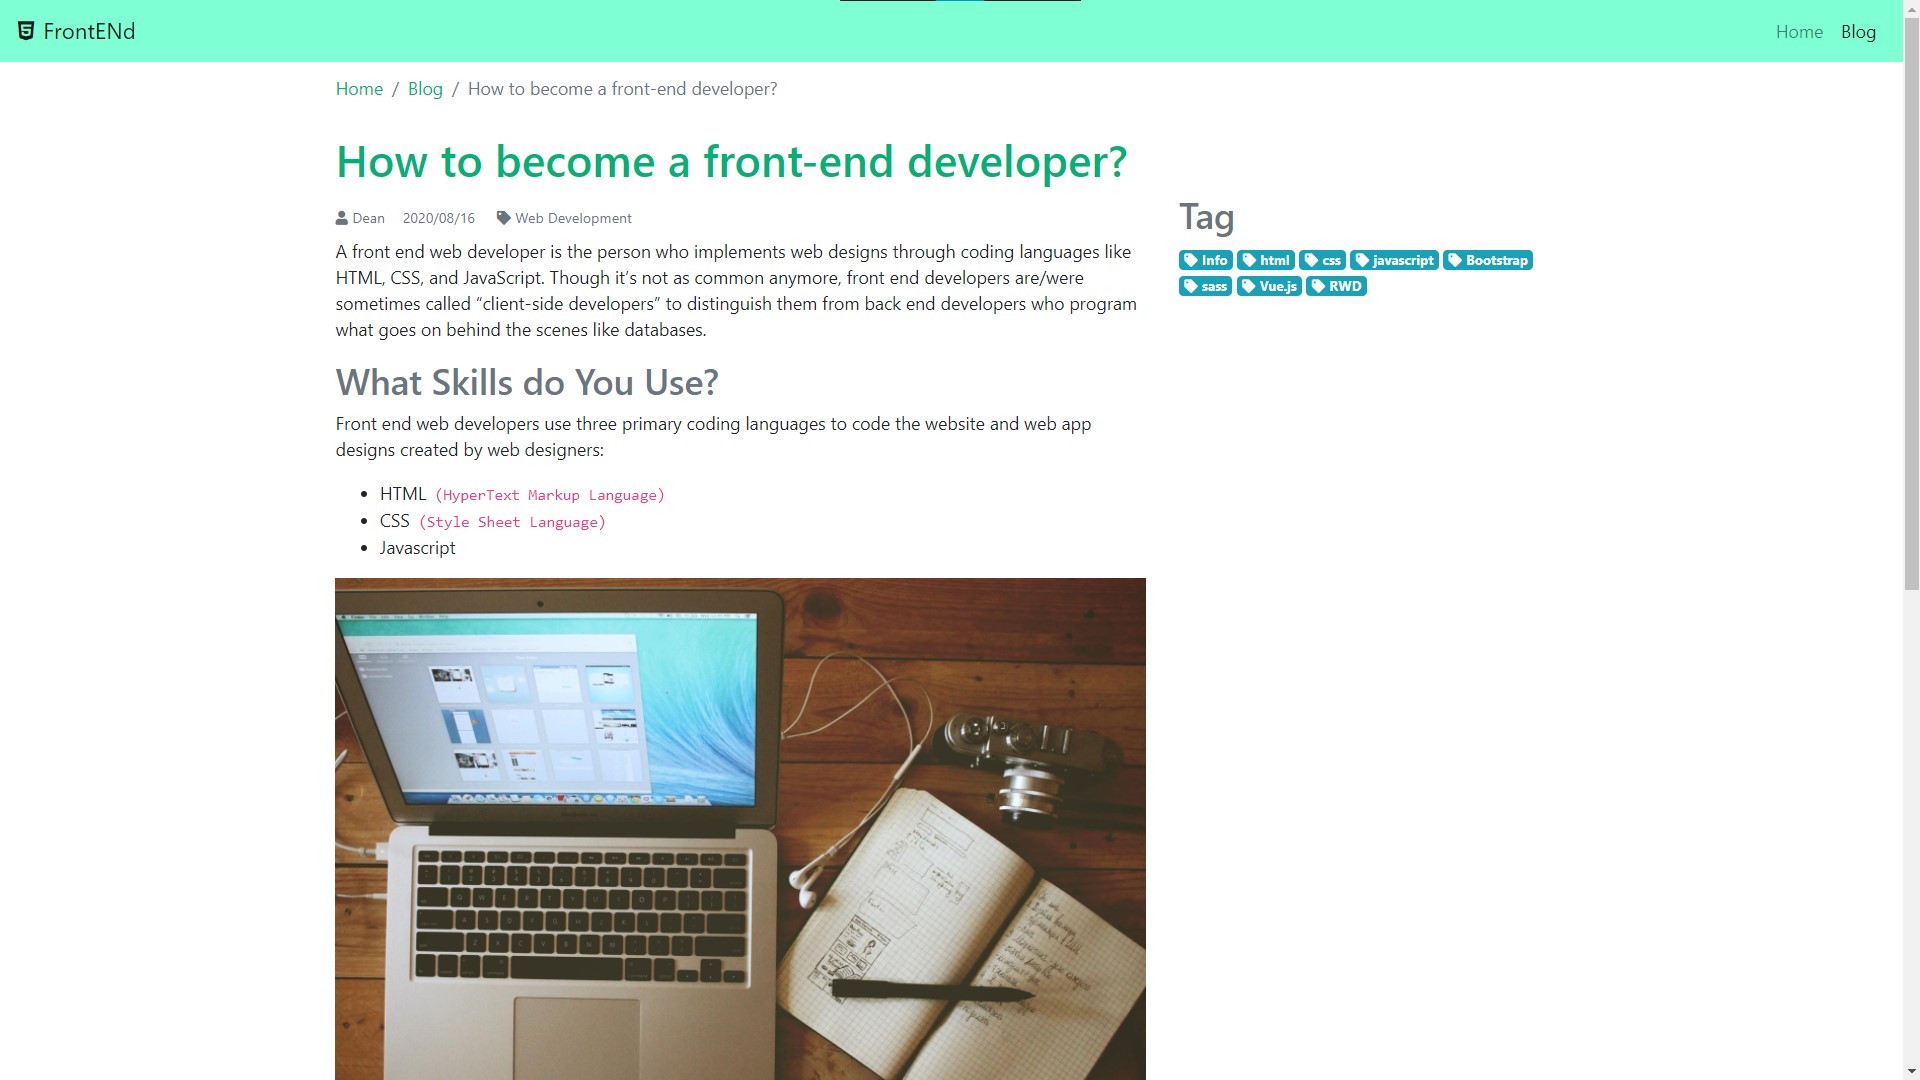 FrontENd
Home Blog
Home / Blog / How to become a front-end developer?
How to become a front-end developer?
Dean 2020/08/16 Web Development
A front end web developer is the person who implements web designs through coding languages like
HTML, CSS, and JavaScript. Though it’s not as common anymore, front end developers are/were
sometimes called “client-side developers” to distinguish them from back end developers who program
what goes on behind the scenes like databases.
What Skills do You Use?
Front end web developers use three primary coding languages to code the website and web app
designs created by web designers:
HTML (HyperText Markup Language)
CSS (Style Sheet Language)
Javascript
Tag
Info html css javascript Bootstrap
sass Vue.js RWD